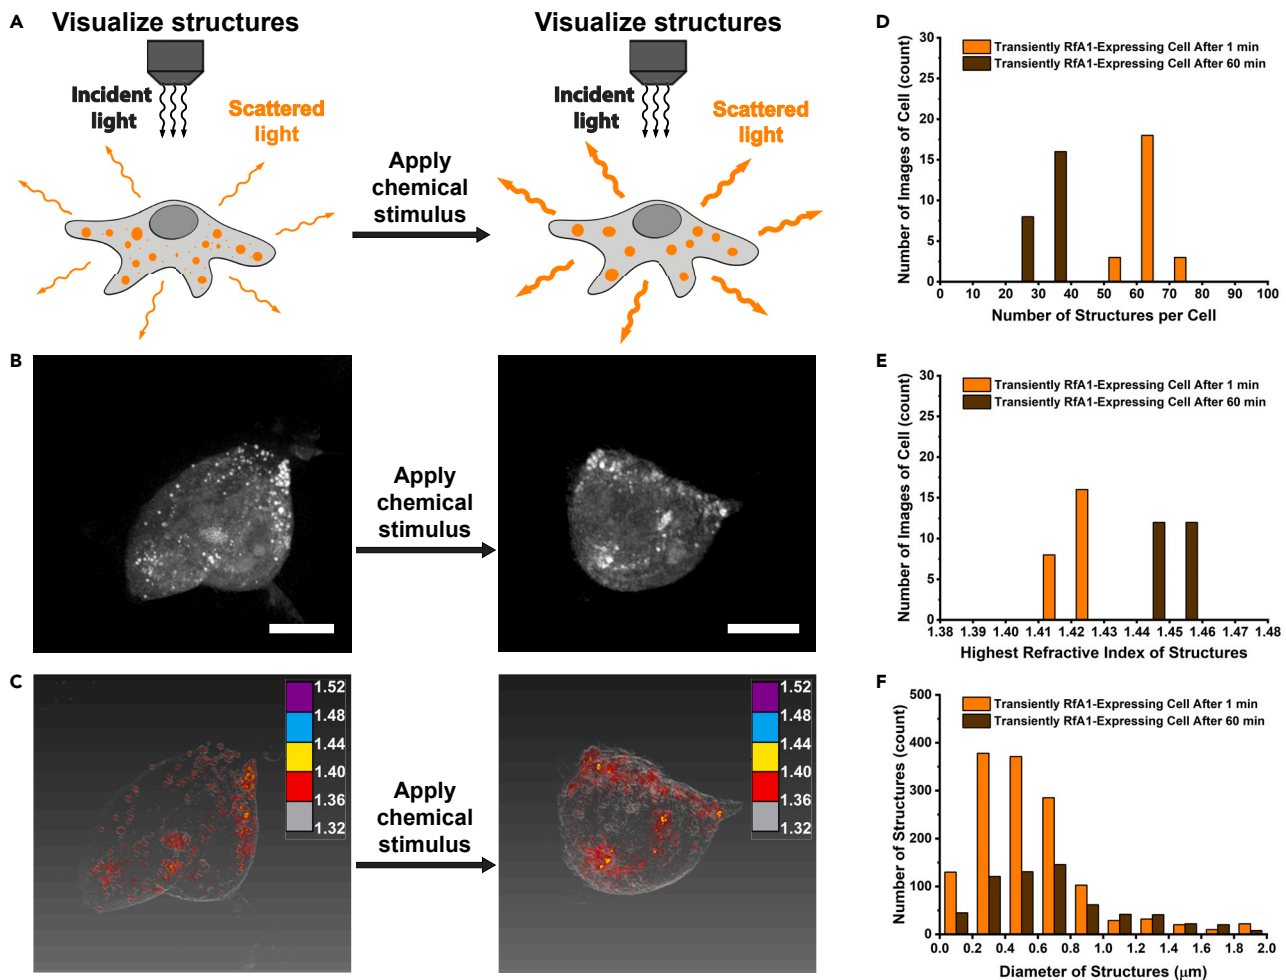 A
Visualize structures
Incident
light
Scattered
light
Apply
chemical
stimulus
Visualize structures
Incident
light
Scattered
light
B
Apply
chemical
stimulus
C
1.52
1.48
1.44
1.40
1.36
1.32
Apply
chemical
stimulus
1.52
1.48
1.44
1.40
1.36
1.32
D
Number of Images of Cell (count)
30
25
20
15
10
5
0
Transiently RfA1-Expressing Cell After 1 min
Transiently RfA1-Expressing Cell After 60 min
0 10 20 30 40 50 60 70 80 90 100
Number of Structures per Cell
E
Number of Images of Cell (count)
30
25
20
15
10
5
0
Transiently RfA1-Expressing Cell After 1 min
Transiently RfA1-Expressing Cell After 60 min
1.38 1.39 1.40 1.41 1.42 1.43 1.44 1.45 1.46 1.47 1.48
Highest Refractive Index of Structures
F
Number of Structures (count)
500
400
300
200
100
0
Transiently RfA1-Expressing Cell After 1 min
Transiently RfA1-Expressing Cell After 60 min
0.0 0.2 0.4 0.6 0.8 1.0 1.2 1.4 1.6 1.8 2.0
Diameter of Structures (μm)